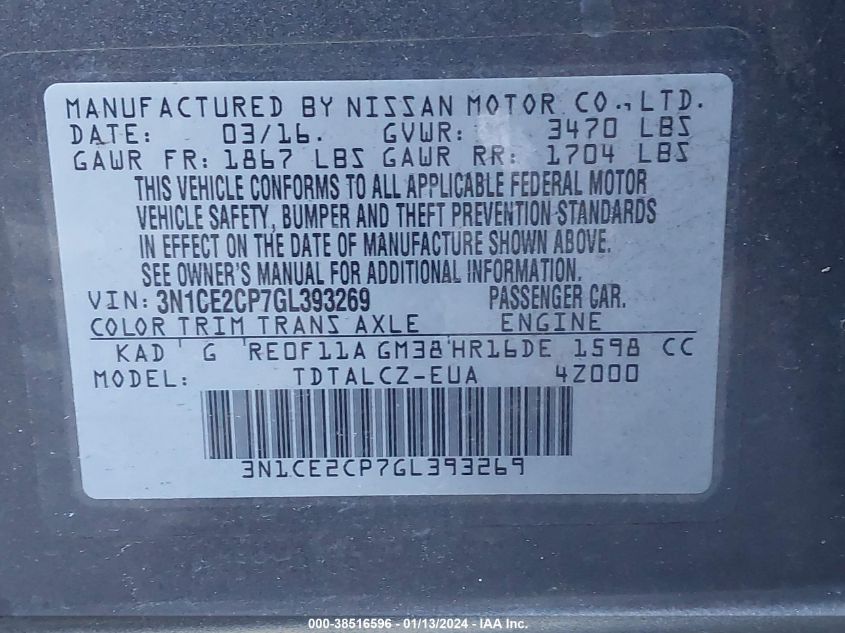 MANUFACTURED BY NISSAN MOTOR CO., LTD.
DATE: 03/16. GVWR: 3470 LBS
GAWR FR: 1867 LBS GAWR RR: 1704 LBS
THIS VEHICLE CONFORMS TO ALL APPLICABLE FEDERAL MOTOR
VEHICLE SAFETY, BUMPER AND THEFT PREVENTION STANDARDS
IN EFFECT ON THE DATE OF MANUFACTURE SHOWN ABOVE.
SEE OWNER'S MANUAL FOR ADDITIONAL INFORMATION.
VIN: 3N1CE2CP7GL393269 PASSENGER CAR.
COLOR TRIM TRANS AXLE ENGINE
KAD G RE0F11A GM38 HR16DE 1598 CC
MODEL: TDTALCZ-EUA 4Z000
3N1CE2CP7GL393269
000-38516596 - 01/13/2024 - IAA Inc.